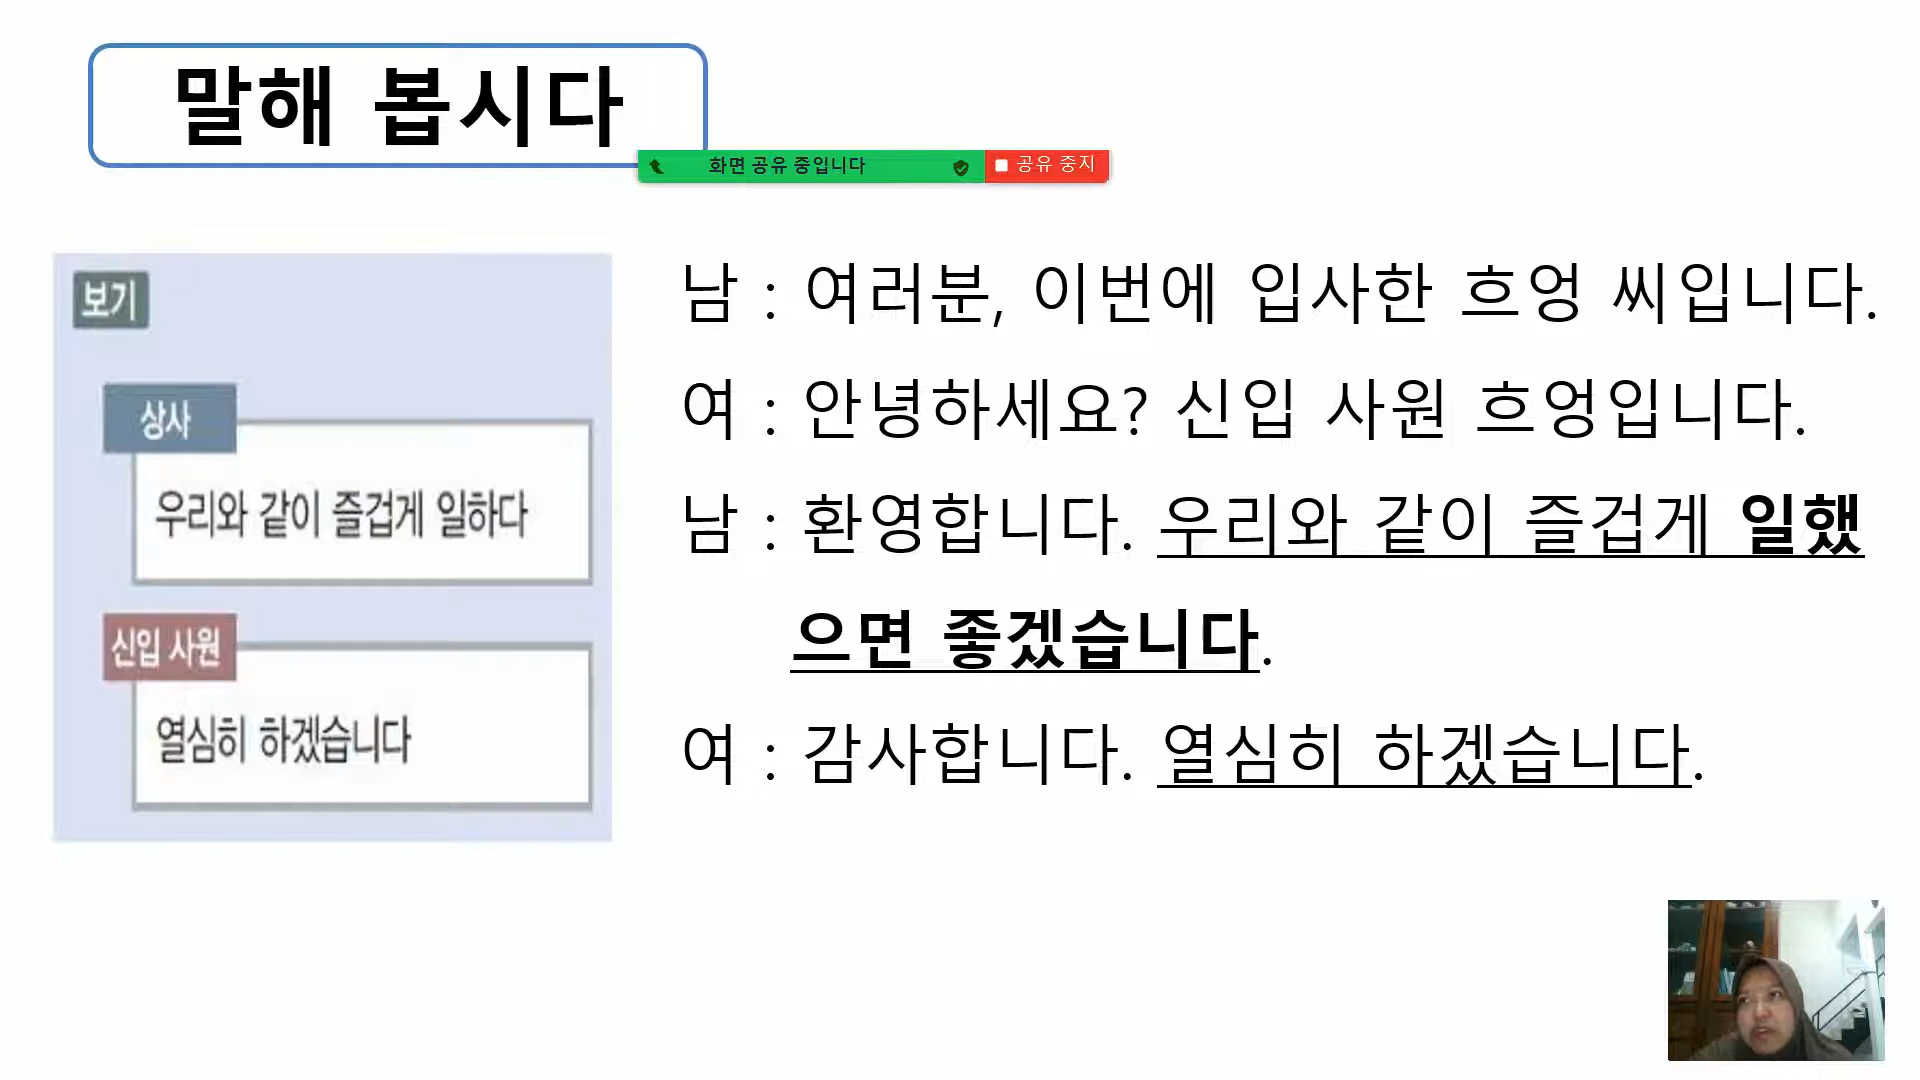 말해 봅시다
화면 공유 중입니다
공유 중지
보기
상사
우리와 같이 즐겁게 일하다
신입 사원
열심히 하겠습니다
남 : 여러분, 이번에 입사한 흐엉 씨입니다.
여 : 안녕하세요? 신입 사원 흐엉입니다.
남 : 환영합니다. 우리와 같이 즐겁게 일했
으면 좋겠습니다.
여 : 감사합니다. 열심히 하겠습니다.